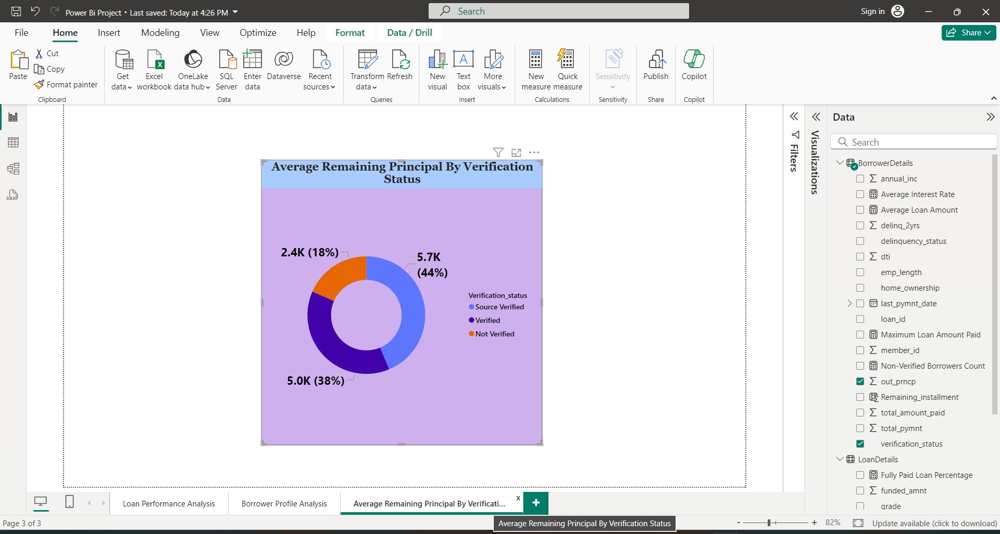 Power Bi Project • Last saved: Today at 4:26 PM
Search
Sign in
File
Home
Insert
Modeling
View
Optimize
Help
Format
Data / Drill
Share
Paste
Cut
Copy
Format painter
Clipboard
Get data
Excel workbook
OneLake data hub
SQL Server
Enter data
Dataverse
Recent sources
Data
Transform data
Refresh
Queries
New visual
Text box
More visuals
Insert
New measure
Quick measure
Calculations
Sensitivity
Sensitivity
Publish
Share
Copilot
Copilot
DAX
Average Remaining Principal By Verification
Status
2.4K (18%)
5.7K
(44%)
5.0K (38%)
Verification_status
Source Verified
Verified
Not Verified
Filters
Visualizations
Data
Search
BorrowerDetails
annual_inc
Average Interest Rate
Average Loan Amount
delinq_2yrs
delinquency_status
dti
emp_length
home_ownership
last_pymnt_date
loan_id
Maximum Loan Amount Paid
member_id
Non-Verified Borrowers Count
out_prncp
Remaining_installment
total_amount_paid
total_pymnt
verification_status
LoanDetails
Fully Paid Loan Percentage
funded_amnt
grade
Loan Performance Analysis
Borrower Profile Analysis
Average Remaining Principal By Verificati...
x
+
Page 3 of 3
Average Remaining Principal By Verification Status
- + 82%
Update available (click to download)